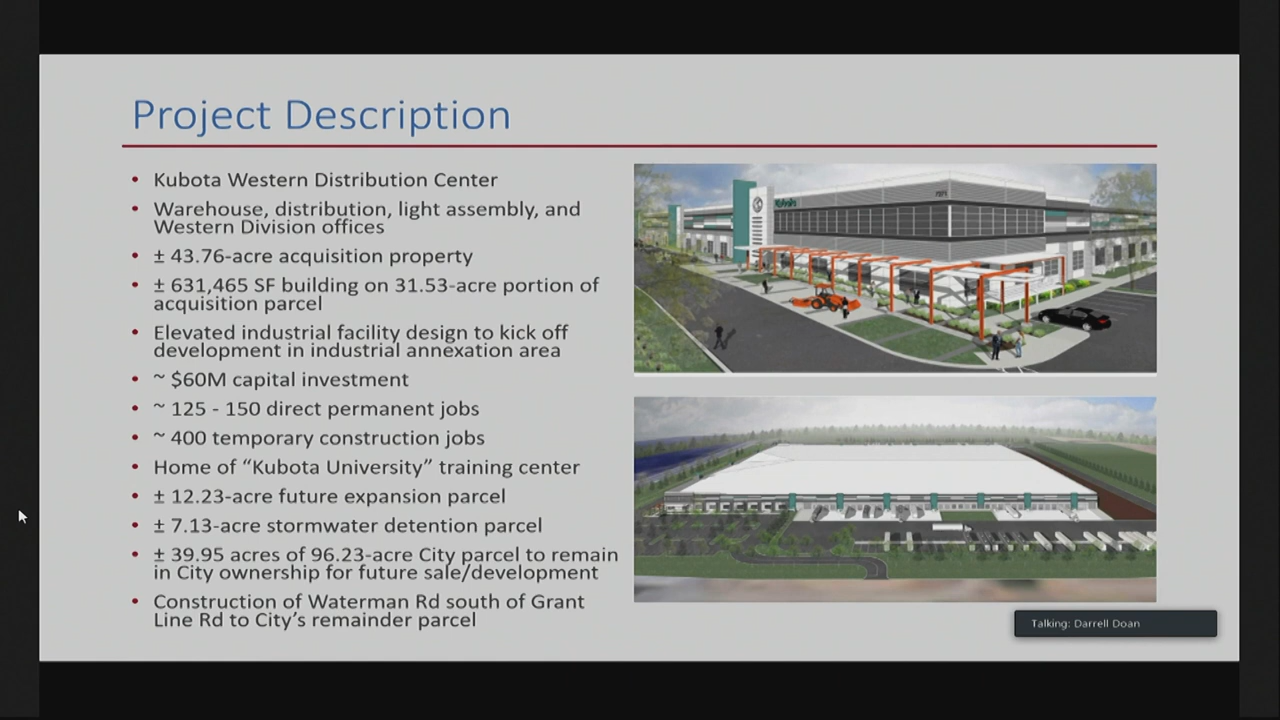 Project Description
• Kubota Western Distribution Center
• Warehouse, distribution, light assembly, and
Western Division offices
• ± 43.76-acre acquisition property
• ± 631,465 SF building on 31.53-acre portion of
acquisition parcel
• Elevated industrial facility design to kick off
development in industrial annexation area
• ~ $60M capital investment
• ~ 125 - 150 direct permanent jobs
• ~ 400 temporary construction jobs
• Home of “Kubota University” training center
• ± 12.23-acre future expansion parcel
• ± 7.13-acre stormwater detention parcel
• ± 39.95 acres of 96.23-acre City parcel to remain
in City ownership for future sale/development
• Construction of Waterman Rd south of Grant
Line Rd to City’s remainder parcel
Kubota
Talking: Darrell Doan